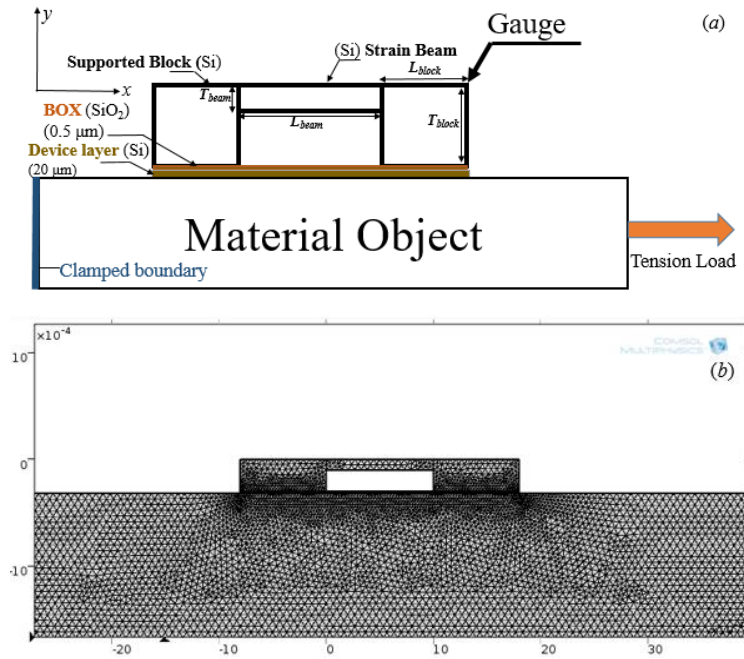 y
Gauge
(a)
(Si) Strain Beam
Supported Block (Si)
L_block
x
T_beam
BOX (SiO₂)
(0.5 μm)
L_beam
T_block
Device layer (Si)
(20 μm)
Material Object
Clamped boundary
Tension Load
×10⁻⁴
COMSOL
MULTIPHYSICS
10
(b)
0
-10
-20 -10 0 10 20 30